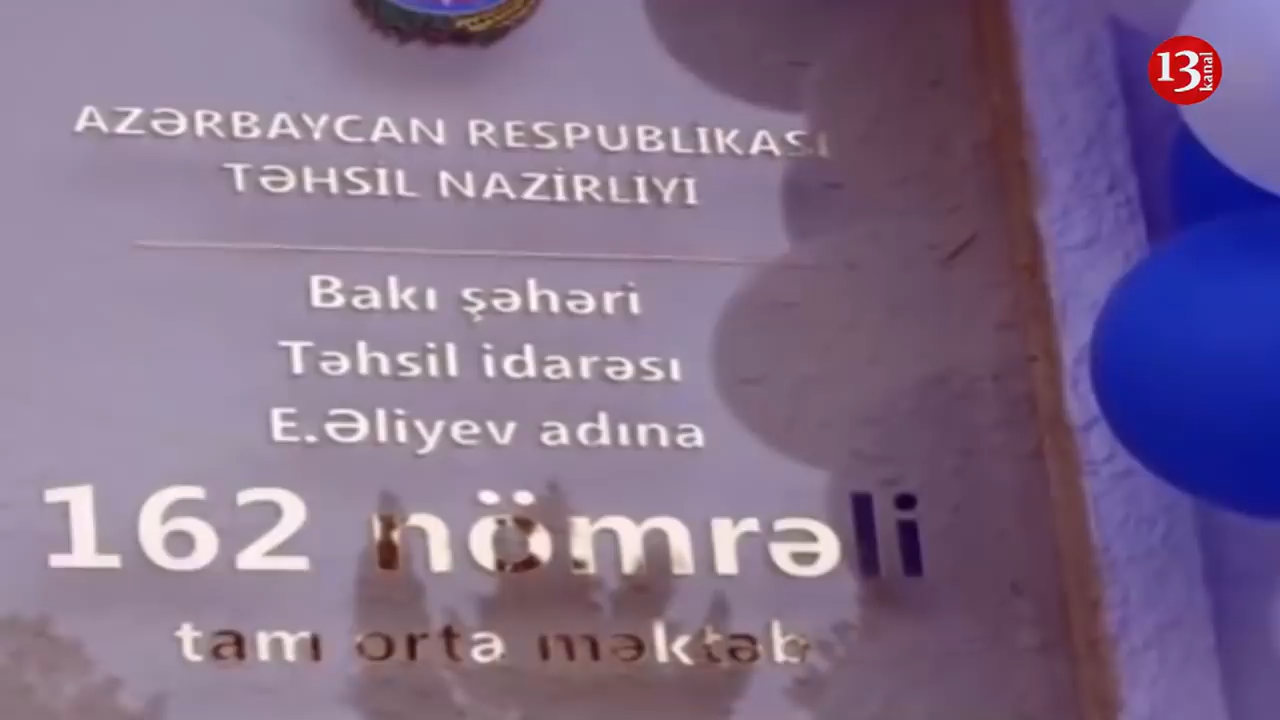 13 kanal
AZƏRBAYCAN RESPUBLİKASI
TƏHSİL NAZİRLİYİ
Bakı şəhəri
Təhsil idarəsı
E.Əliyev adına
162 nömrəli
tam orta məktəb